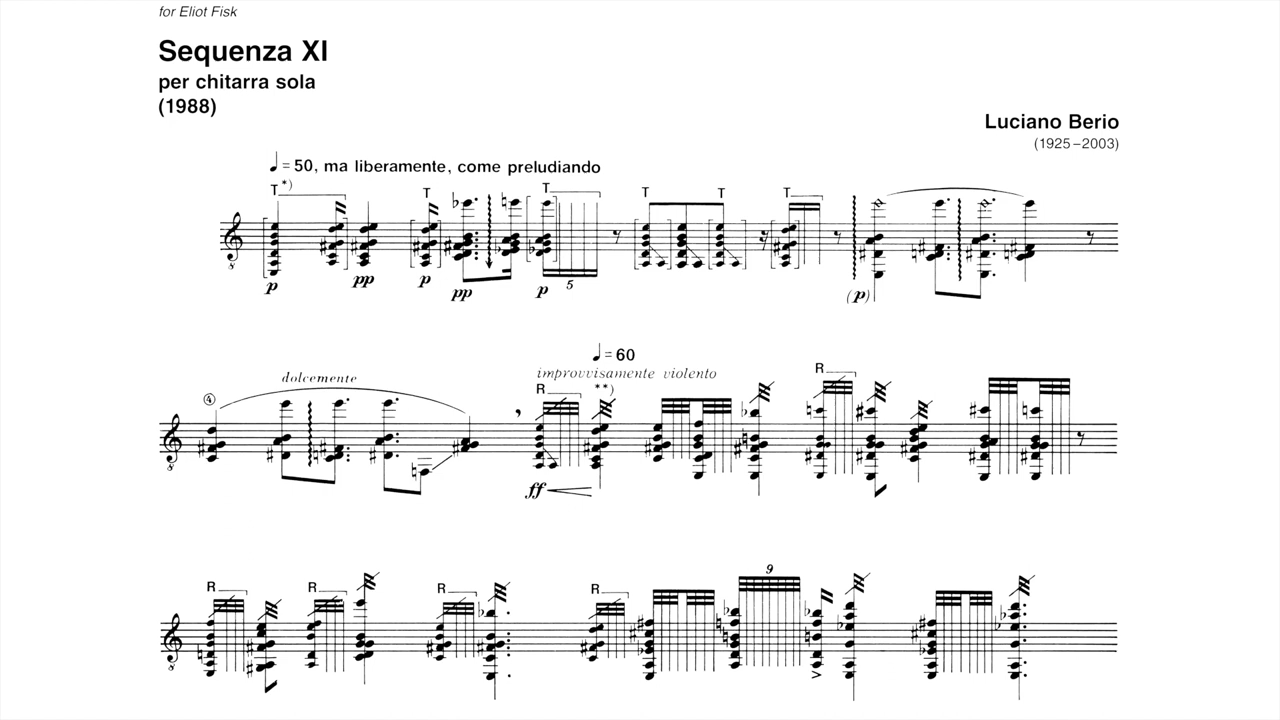 for Eliot Fisk
Sequenza XI
per chitarra sola
(1988)
Luciano Berio
(1925–2003)
♩= 50, ma liberamente, come preludiando
T*) T T T T T
p pp p pp p 5 (p)
♩= 60
dolcemente improvvisamente violento
④ R **) R
ff
R R R R 9